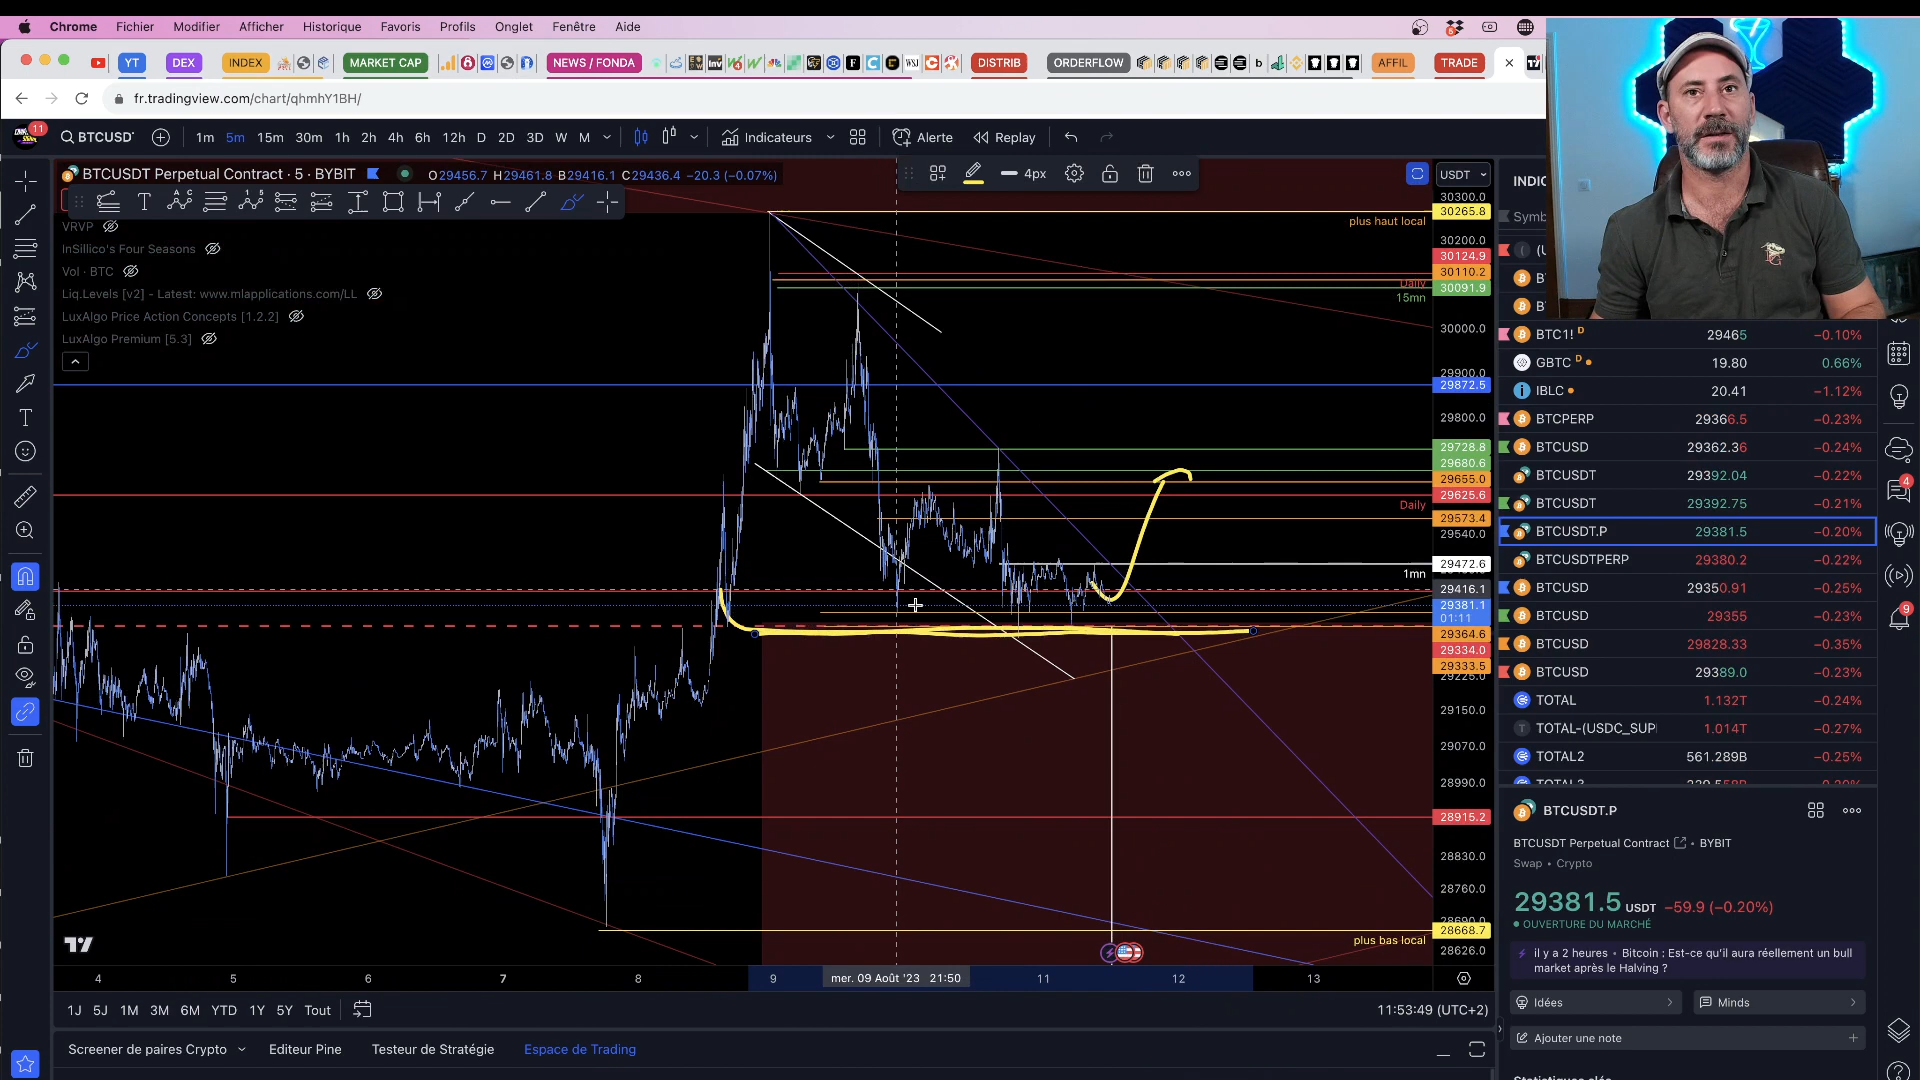 Chrome Fichier Modifier Afficher Historique Favoris Profils Onglet Fenêtre Aide
YT DEX INDEX MARKET CAP NEWS / FONDA DISTRIB ORDERFLOW AFFIL TRADE
fr.tradingview.com/chart/qhmhY1BH/
11
BTCUSDT 1m 5m 15m 30m 1h 2h 4h 6h 12h D 2D 3D W M Indicateurs Alerte Replay
BTCUSDT Perpetual Contract · 5 · BYBIT O29456.7 H29461.8 B29416.1 C29436.4 −20.3 (−0.07%)
4px
USDT
VRVP
InSillico's Four Seasons
Vol · BTC
Liq.Levels [v2] - Latest: www.mlapplications.com/LL
LuxAlgo Price Action Concepts [1.2.2]
LuxAlgo Premium [5.3]
plus haut local
Daily
15mn
Daily
1mn
plus bas local
30300.0
30265.8
30200.0
30124.9
30110.2
30091.9
30000.0
29900.0
29872.5
29800.0
29728.8
29680.6
29655.0
29625.6
29573.4
29540.0
29472.6
29416.1
29381.1
01:11
29364.6
29334.0
29333.5
29225.0
29150.0
29070.0
28990.0
28915.2
28830.0
28760.0
28690.0
28668.7
28626.0
4 5 6 7 8 9 mer. 09 Août '23 21:50 11 12 13
1J 5J 1M 3M 6M YTD 1Y 5Y Tout
11:53:49 (UTC+2)
Screener de paires Crypto Editeur Pine Testeur de Stratégie Espace de Trading
INDIC
Symb
BTC1! D 29465 −0.10%
GBTC D 19.80 0.66%
IBLC 20.41 −1.12%
BTCPERP 29366.5 −0.23%
BTCUSD 29362.36 −0.24%
BTCUSDT 29392.04 −0.22%
BTCUSDT 29392.75 −0.21%
BTCUSDT.P 29381.5 −0.20%
BTCUSDTPERP 29380.2 −0.22%
BTCUSD 29350.91 −0.25%
BTCUSD 29355 −0.23%
BTCUSD 29828.33 −0.35%
BTCUSD 29389.0 −0.23%
TOTAL 1.132T −0.24%
TOTAL-(USDC_SUP 1.014T −0.27%
TOTAL2 561.289B −0.25%
BTCUSDT.P
BTCUSDT Perpetual Contract • BYBIT
Swap • Crypto
29381.5 USDT −59.9 (−0.20%)
OUVERTURE DU MARCHÉ
il y a 2 heures • Bitcoin : Est-ce qu'il aura réellement un bull
market après le Halving ?
Idées Minds
Ajouter une note
4
9